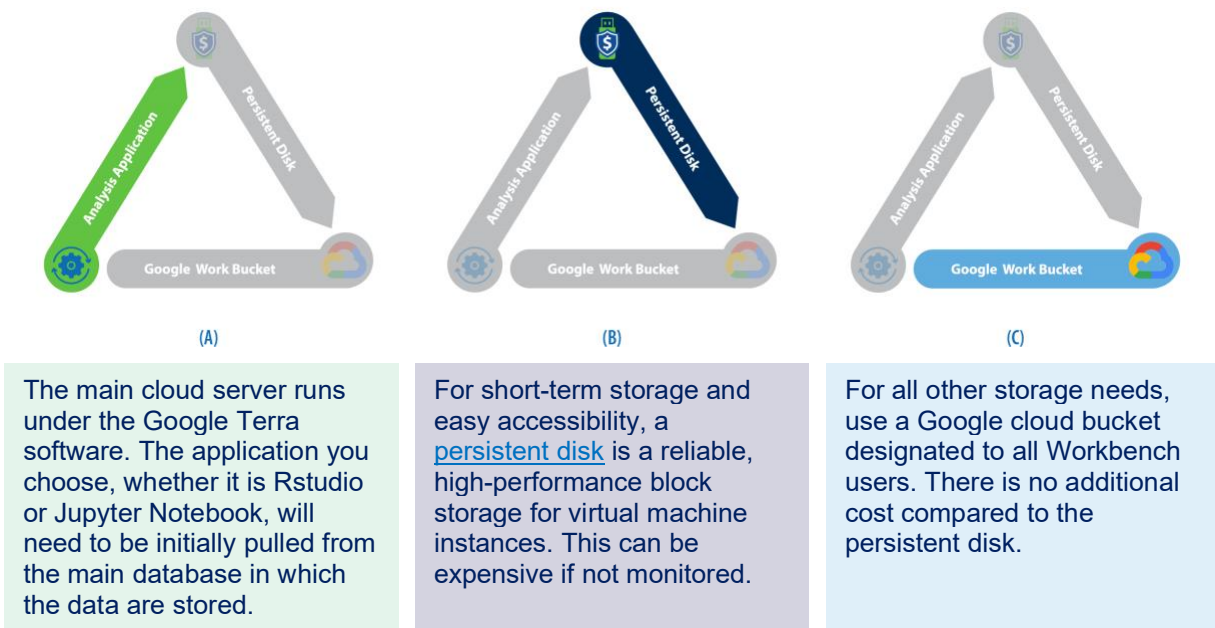 Analysis Application
Persistent Disk
Google Work Bucket
$
(A)
Analysis Application
Persistent Disk
Google Work Bucket
$
(B)
Analysis Application
Persistent Disk
Google Work Bucket
$
(C)
The main cloud server runs
under the Google Terra
software. The application you
choose, whether it is Rstudio
or Jupyter Notebook, will
need to be initially pulled from
the main database in which
the data are stored.
For short-term storage and
easy accessibility, a
persistent disk is a reliable,
high-performance block
storage for virtual machine
instances. This can be
expensive if not monitored.
For all other storage needs,
use a Google cloud bucket
designated to all Workbench
users. There is no additional
cost compared to the
persistent disk.